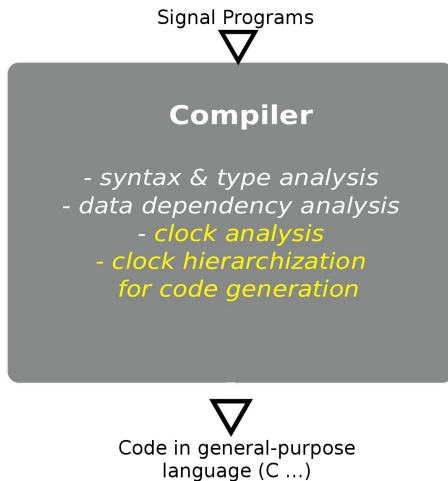 Signal Programs
Compiler
- syntax & type analysis
- data dependency analysis
- clock analysis
- clock hierarchization
for code generation
Code in general-purpose
language (C ...)